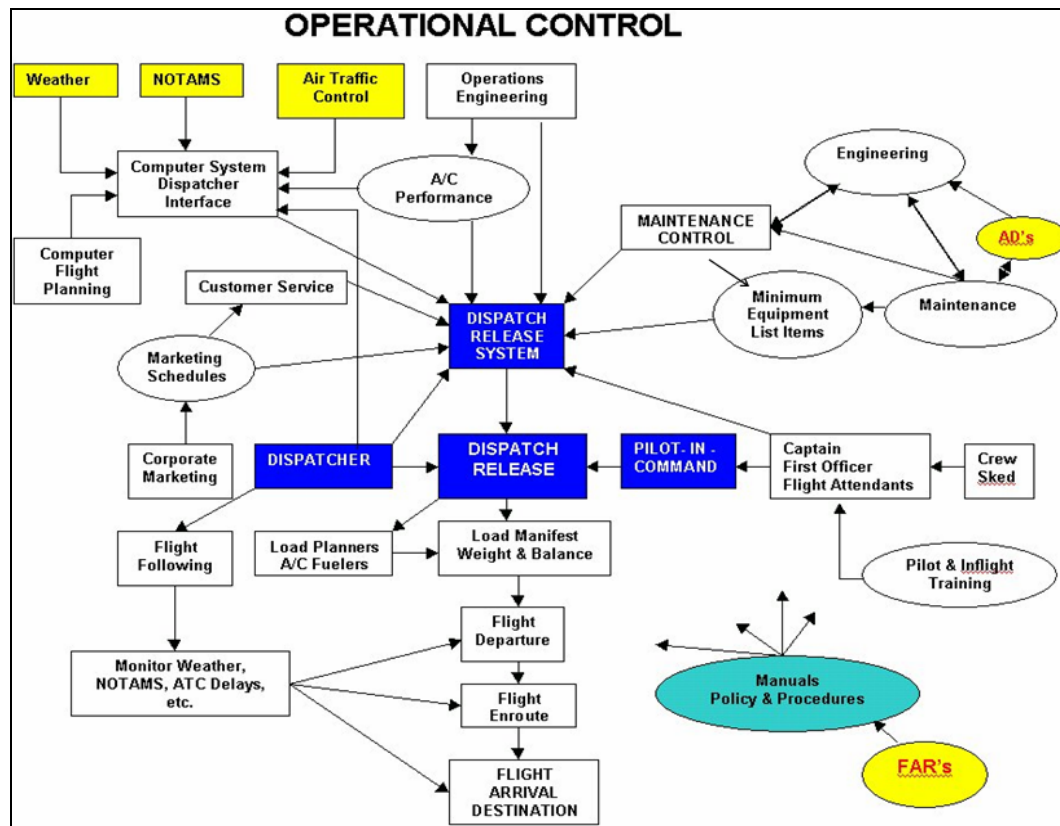 OPERATIONAL CONTROL
Weather
NOTAMS
Air Traffic
Control
Operations
Engineering
Computer System
Dispatcher
Interface
A/C
Performance
Engineering
MAINTENANCE
CONTROL
AD's
Computer
Flight
Planning
Customer Service
Minimum
Equipment
List Items
Maintenance
DISPATCH
RELEASE
SYSTEM
Marketing
Schedules
Corporate
Marketing
DISPATCHER
DISPATCH
RELEASE
PILOT- IN -
COMMAND
Captain
First Officer
Flight Attendants
Crew
Sked
Flight
Following
Load Planners
A/C Fuelers
Load Manifest
Weight & Balance
Pilot & Inflight
Training
Flight
Departure
Monitor Weather,
NOTAMS, ATC Delays,
etc.
Manuals
Policy & Procedures
Flight
Enroute
FAR's
FLIGHT
ARRIVAL
DESTINATION